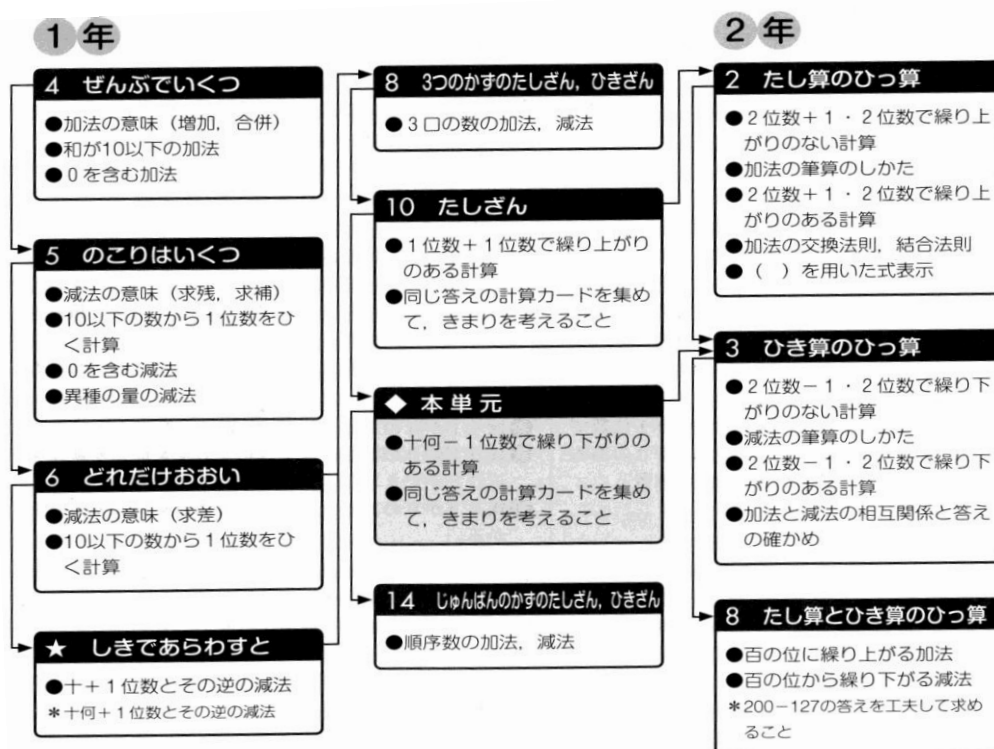 1年
4 ぜんぶでいくつ
●加法の意味（増加，合併）
●和が10以下の加法
●0を含む加法
5 のこりはいくつ
●減法の意味（求残，求補）
●10以下の数から1位数をひ
く計算
●0を含む減法
●異種の量の減法
6 どれだけおおい
●減法の意味（求差）
●10以下の数から1位数をひ
く計算
★ しきであらわすと
●十＋1位数とその逆の減法
＊十何＋1位数とその逆の減法
8 3つのかずのたしざん，ひきざん
●3口の数の加法，減法
10 たしざん
●1位数＋1位数で繰り上がり
のある計算
●同じ答えの計算カードを集め
て，きまりを考えること
◆ 本単元
●十何－1位数で繰り下がりの
ある計算
●同じ答えの計算カードを集め
て，きまりを考えること
14 じゅんばんのかずのたしざん，ひきざん
●順序数の加法，減法
2年
2 たし算のひっ算
●2位数＋1・2位数で繰り上
がりのない計算
●加法の筆算のしかた
●2位数＋1・2位数で繰り上
がりのある計算
●加法の交換法則，結合法則
●（ ）を用いた式表示
3 ひき算のひっ算
●2位数－1・2位数で繰り下
がりのない計算
●減法の筆算のしかた
●2位数－1・2位数で繰り下
がりのある計算
●加法と減法の相互関係と答え
の確かめ
8 たし算とひき算のひっ算
●百の位に繰り上がる加法
●百の位から繰り下がる減法
＊200－127の答えを工夫して求め
ること